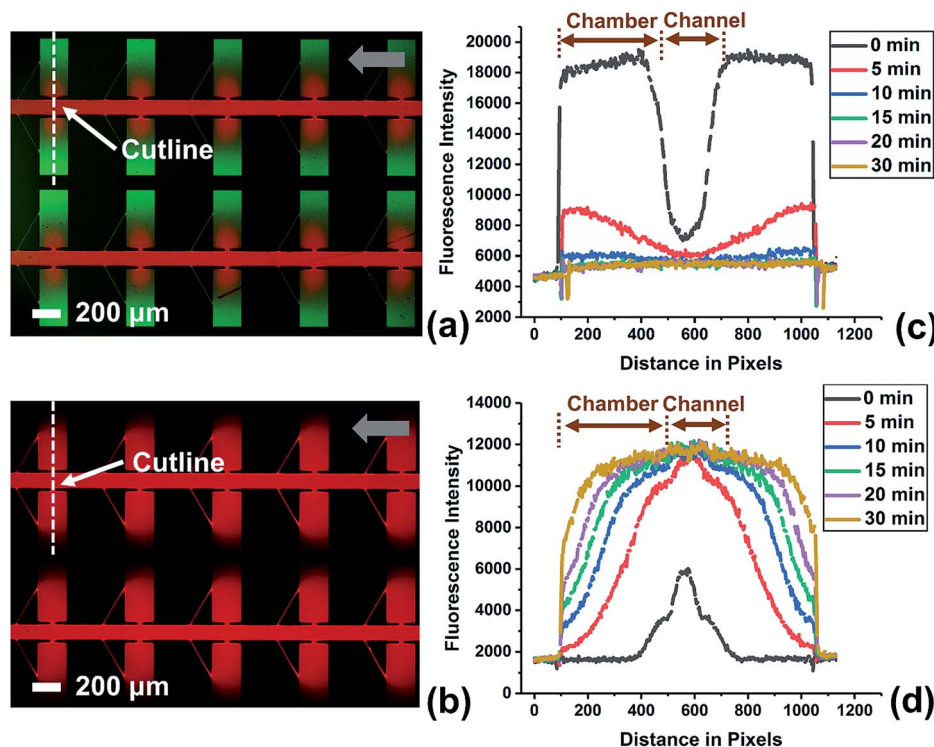 Cutline
200 μm
(a)
Chamber Channel
20000
18000
16000
14000
12000
10000
8000
6000
4000
2000
Fluorescence Intensity
0 200 400 600 800 1000 1200
Distance in Pixels
0 min
5 min
10 min
15 min
20 min
30 min
(c)
Cutline
200 μm
(b)
Chamber Channel
14000
12000
10000
8000
6000
4000
2000
0
Fluorescence Intensity
0 200 400 600 800 1000 1200
Distance in Pixels
0 min
5 min
10 min
15 min
20 min
30 min
(d)